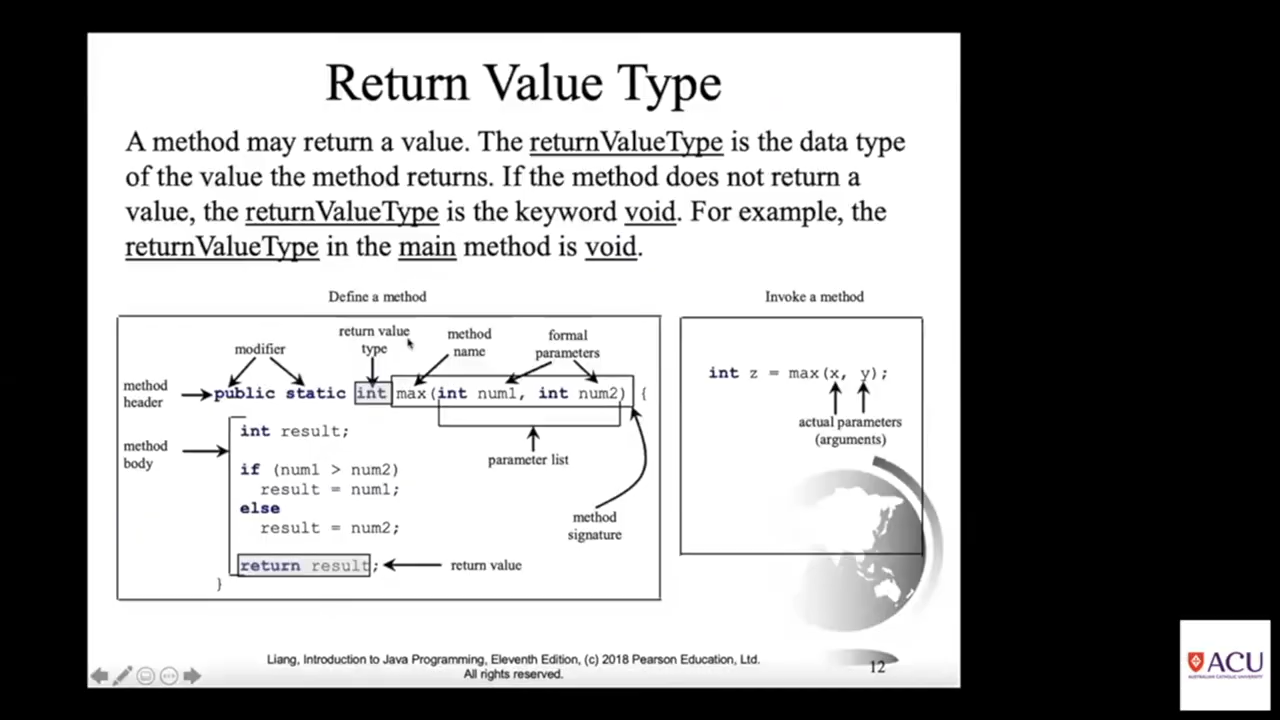 Return Value Type
A method may return a value. The returnValueType is the data type
of the value the method returns. If the method does not return a
value, the returnValueType is the keyword void. For example, the
returnValueType in the main method is void.
Define a method
Invoke a method
return value
type
method
name
formal
parameters
modifier
method
header
public static int max(int num1, int num2) {
method
body
int result;
parameter list
if (num1 > num2)
result = num1;
else
result = num2;
method
signature
return result;
return value
}
int z = max(x, y);
actual parameters
(arguments)
Liang, Introduction to Java Programming, Eleventh Edition, (c) 2018 Pearson Education, Ltd.
All rights reserved.
12
ACU
AUSTRALIAN CATHOLIC UNIVERSITY